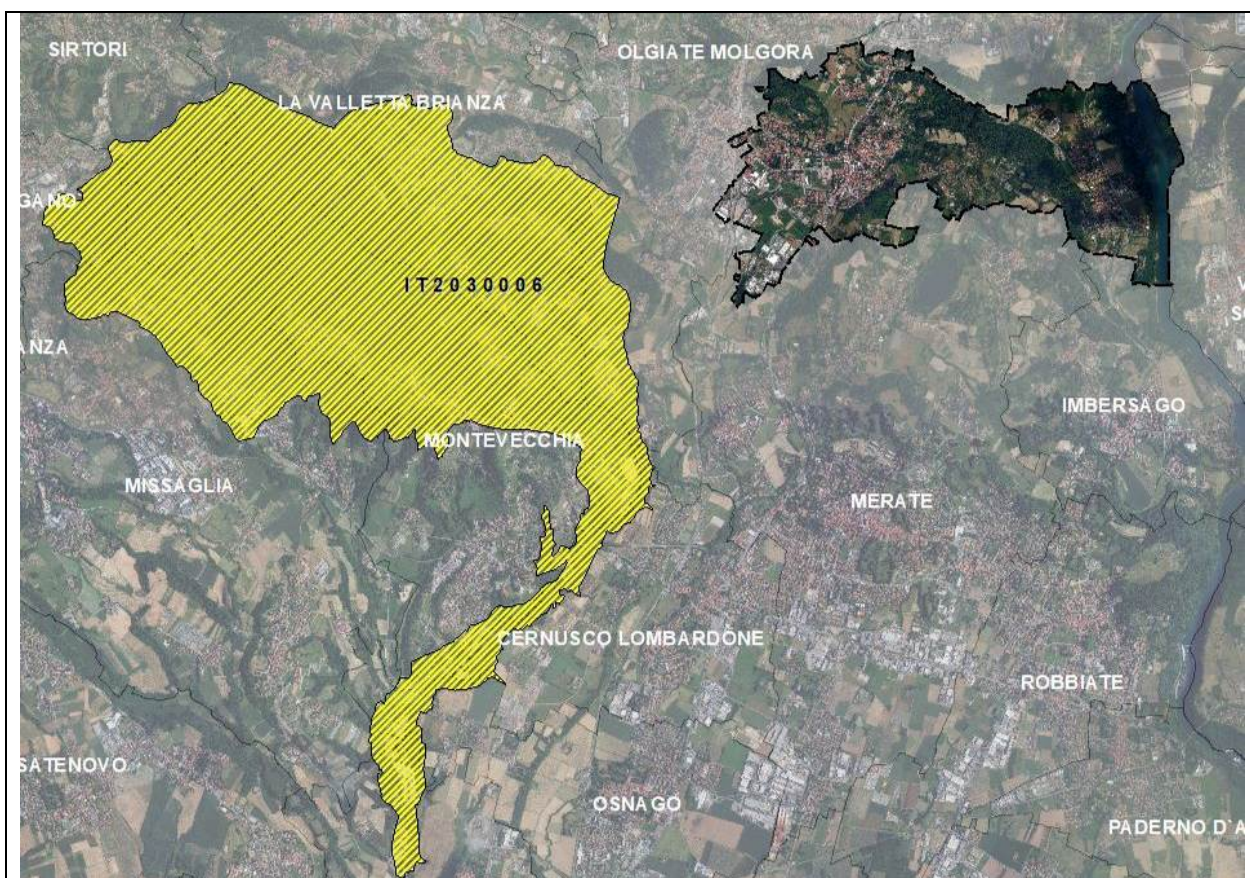 SIRTORI
OLGIATE MOLGORA
LA VALLETTA BRIANZA
GANO
IT2030006
V
SO
ANZA
IMBERSAGO
MONTEVECCHIA
MISSAGLIA
MERATE
CERNUSCO LOMBARDONE
ROBBIATE
SATENOVO
OSNAGO
PADERNO D`A